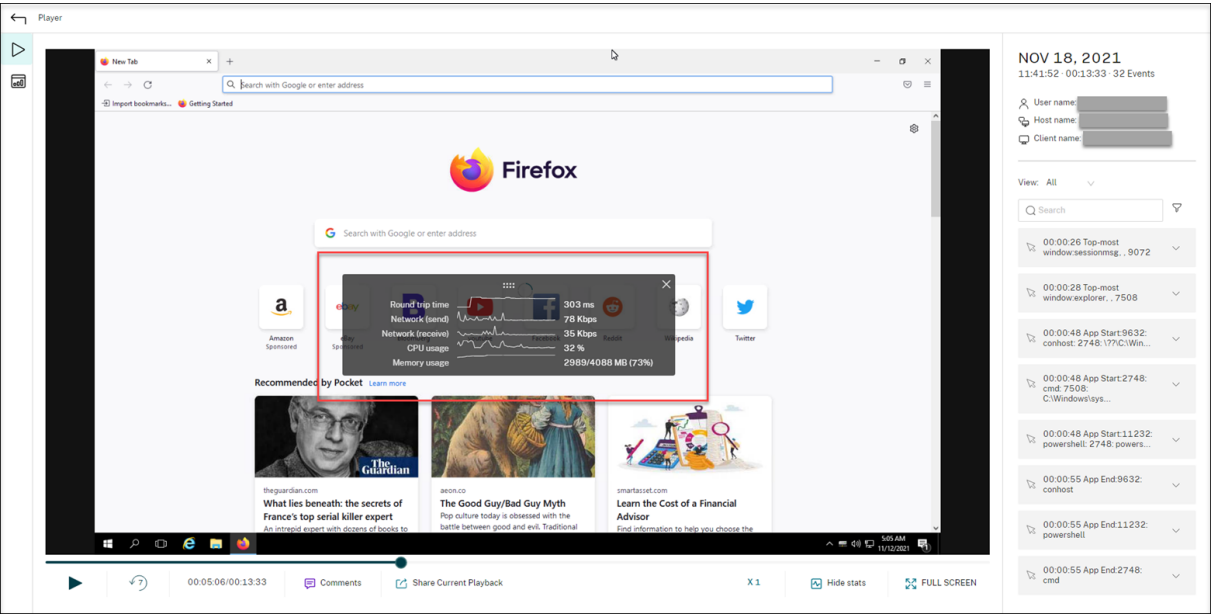 Player
New Tab
Search with Google or enter address
Import bookmarks...
Getting Started
Firefox
Search with Google or enter address
a
ebay
Round trip time 303 ms
Network (send) 78 Kbps
Network (receive) 35 Kbps
CPU usage 32 %
Memory usage 2989/4088 MB (73%)
Amazon
Sponsored
eBay
Facebook
Reddit
Wikipedia
Twitter
Recommended by Pocket Learn more
The
Guardian
theguardian.com
What lies beneath: the secrets of
France's top serial killer expert
An intrepid expert with dozens of books to
aeon.co
The Good Guy/Bad Guy Myth
Pop culture today is obsessed with the
battle between good and evil. Traditional
smartasset.com
Learn the Cost of a Financial
Advisor
Find information to help you choose the
5:05 AM
11/12/2021
00:05:06/00:13:33
Comments
Share Current Playback
X 1
Hide stats
FULL SCREEN
NOV 18, 2021
11:41:52 · 00:13:33 · 32 Events
User name:
Host name:
Client name:
View: All
Search
00:00:26 Top-most
window:sessionmsg, , 9072
00:00:28 Top-most
window:explorer, , 7508
00:00:48 App Start:9632:
conhost: 2748: \??\C:\Win...
00:00:48 App Start:2748:
cmd: 7508:
C:\Windows\sys...
00:00:48 App Start:11232:
powershell: 2748: powers...
00:00:55 App End:9632:
conhost
00:00:55 App End:11232:
powershell
00:00:55 App End:2748:
cmd